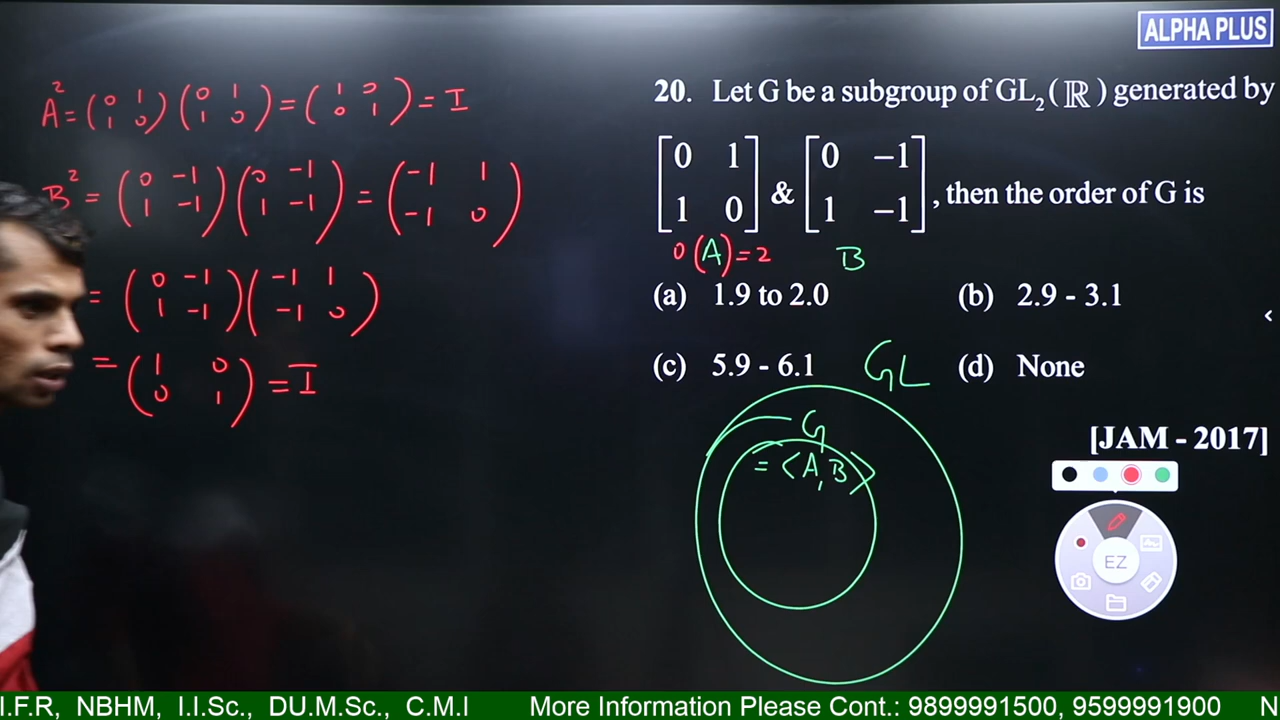 ALPHA PLUS
A² = (0 1 1 0) (0 1 1 0) = (1 0 0 1) = I
B² = (0 -1 1 -1) (0 -1 1 -1) = (-1 1 -1 0)
= (0 -1 1 -1) (-1 1 -1 0)
= (1 0 0 1) = I
20. Let G be a subgroup of GL₂(ℝ) generated by
[0 1 1 0] & [0 -1 1 -1], then the order of G is
O(A) = 2 B
(a) 1.9 to 2.0 (b) 2.9 - 3.1
(c) 5.9 - 6.1 (d) None
GL
G
= <A, B>
[JAM - 2017]
EZ
I.F.R, NBHM, I.I.Sc., DU.M.Sc., C.M.I More Information Please Cont.: 9899991500, 9599991900 N